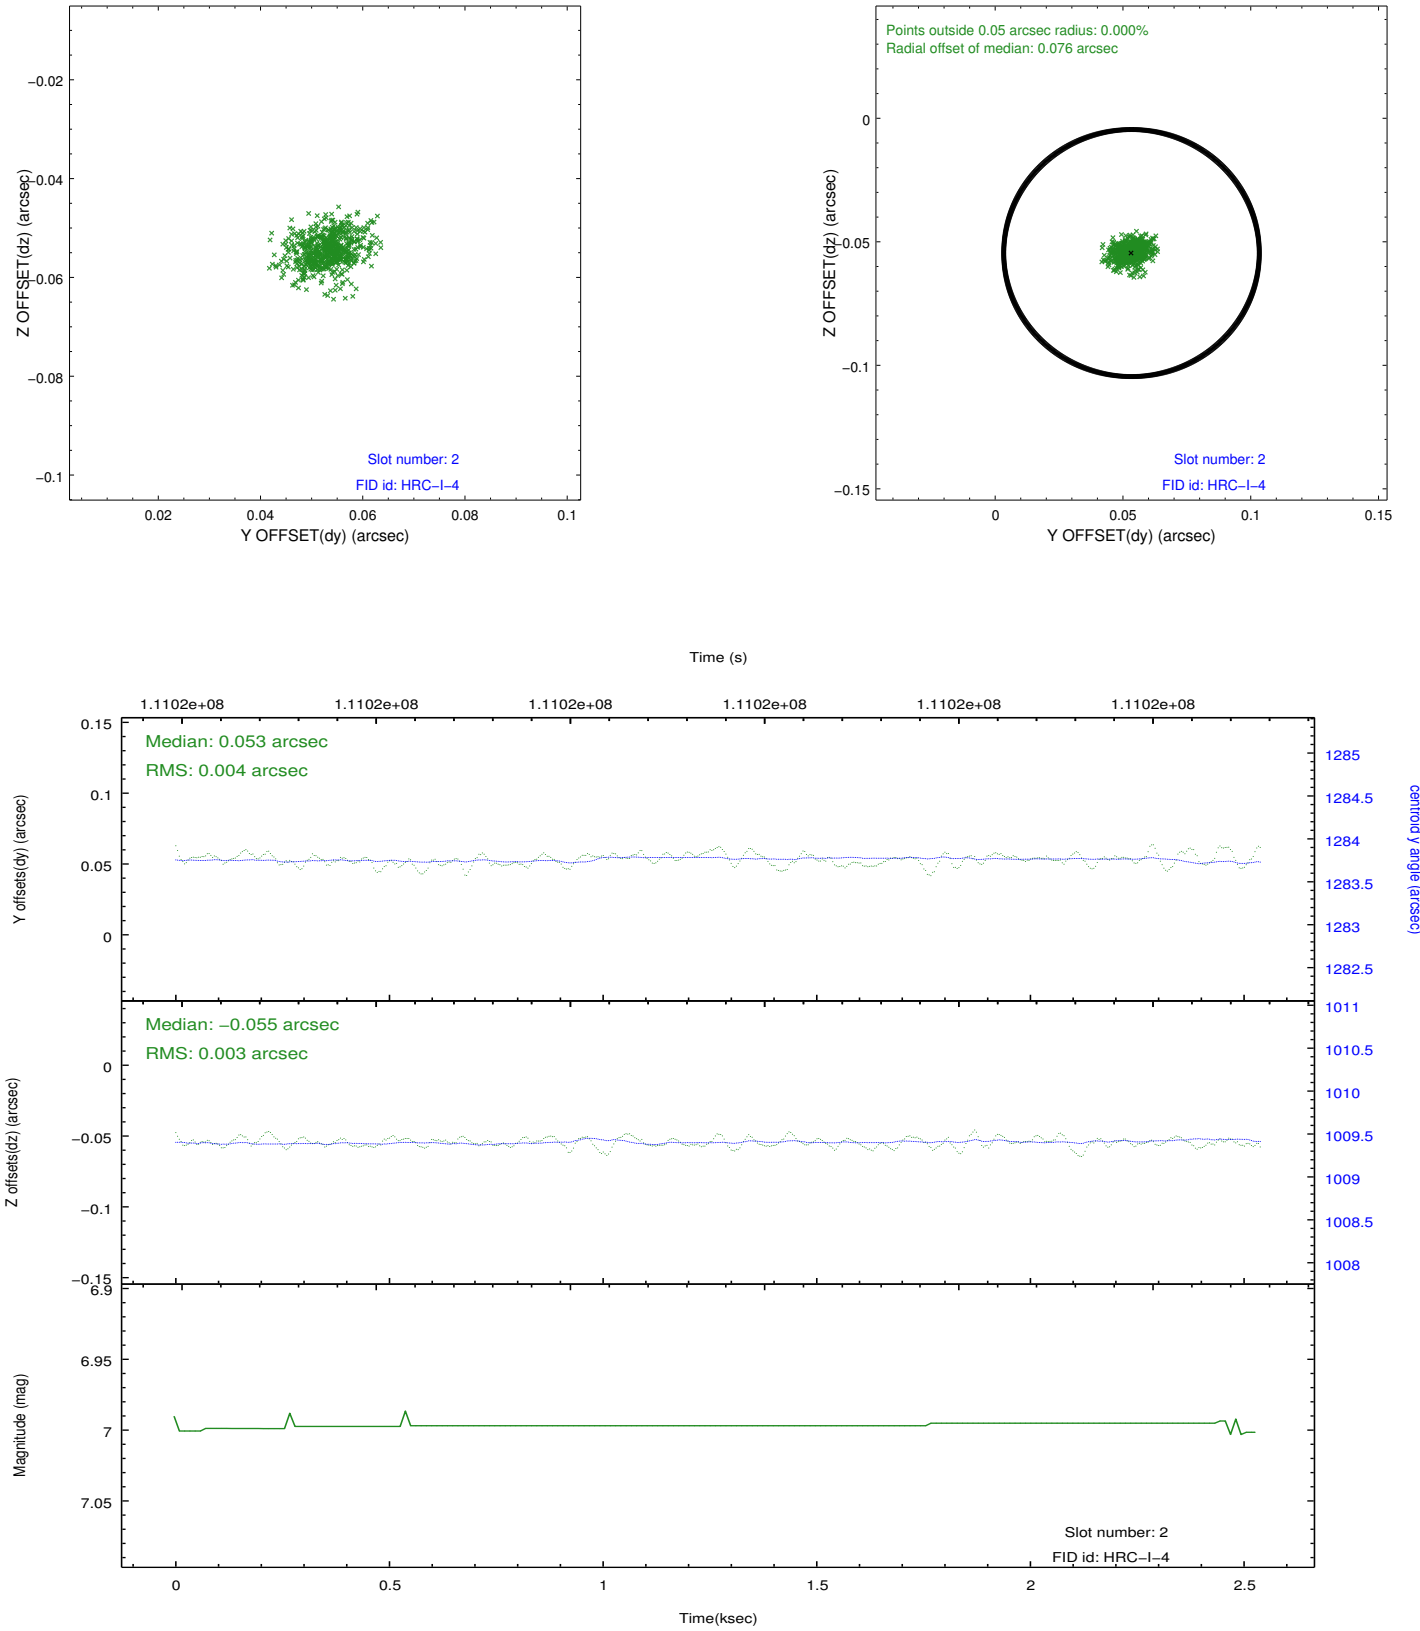 Z OFFSET(dz) (arcsec)
−0.02
−0.04
−0.06
−0.08
−0.1
Slot number: 2
FID id: HRC−I−4
0.02 0.04 0.06 0.08 0.1
Y OFFSET(dy) (arcsec)
Points outside 0.05 arcsec radius: 0.000%
Radial offset of median: 0.076 arcsec
Z OFFSET(dz) (arcsec)
0
−0.05
−0.1
−0.15
Slot number: 2
FID id: HRC−I−4
0 0.05 0.1 0.15
Y OFFSET(dy) (arcsec)
Time (s)
1.1102e+08 1.1102e+08 1.1102e+08 1.1102e+08 1.1102e+08 1.1102e+08
Median: 0.053 arcsec
RMS: 0.004 arcsec
Y offsets(dy) (arcsec)
0.15
0.1
0.05
0
1285
1284.5
1284
1283.5
1283
1282.5
centroid y angle (arcsec)
Median: −0.055 arcsec
RMS: 0.003 arcsec
Z offsets(dz) (arcsec)
0
−0.05
−0.1
−0.15
1011
1010.5
1010
1009.5
1009
1008.5
1008
Magnitude (mag)
6.9
6.95
7
7.05
Slot number: 2
FID id: HRC−I−4
0 0.5 1 1.5 2 2.5
Time(ksec)